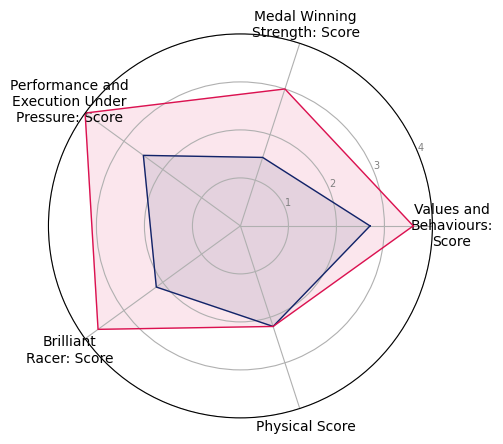 Medal Winning
Strength: Score
Performance and
Execution Under
Pressure: Score
4
3
2
1
Values and
Behaviours:
Score
Brilliant
Racer: Score
Physical Score